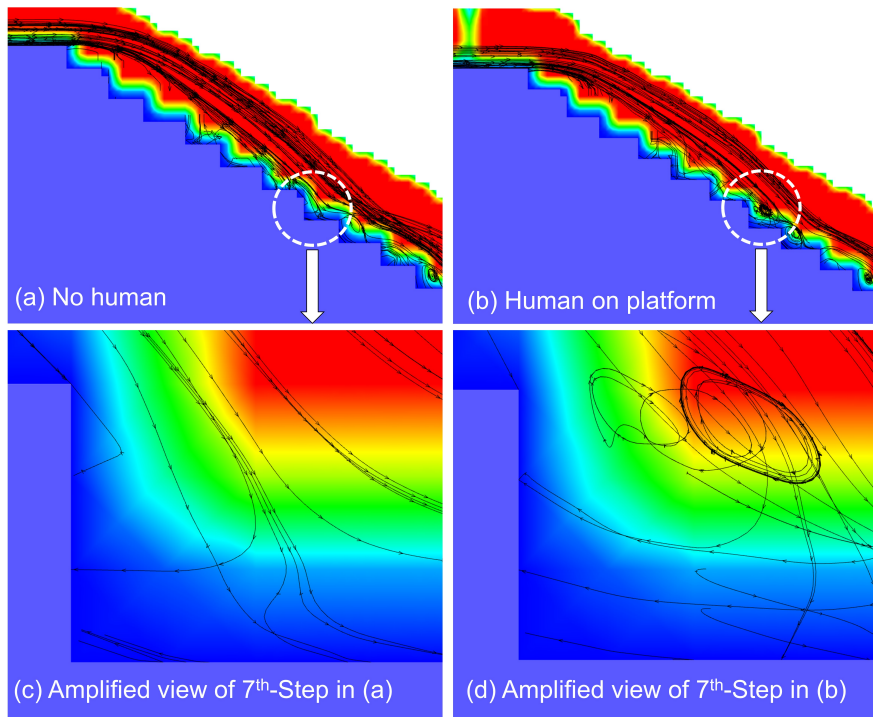 (a) No human
(b) Human on platform
(c) Amplified view of 7th-Step in (a)
(d) Amplified view of 7th-Step in (b)